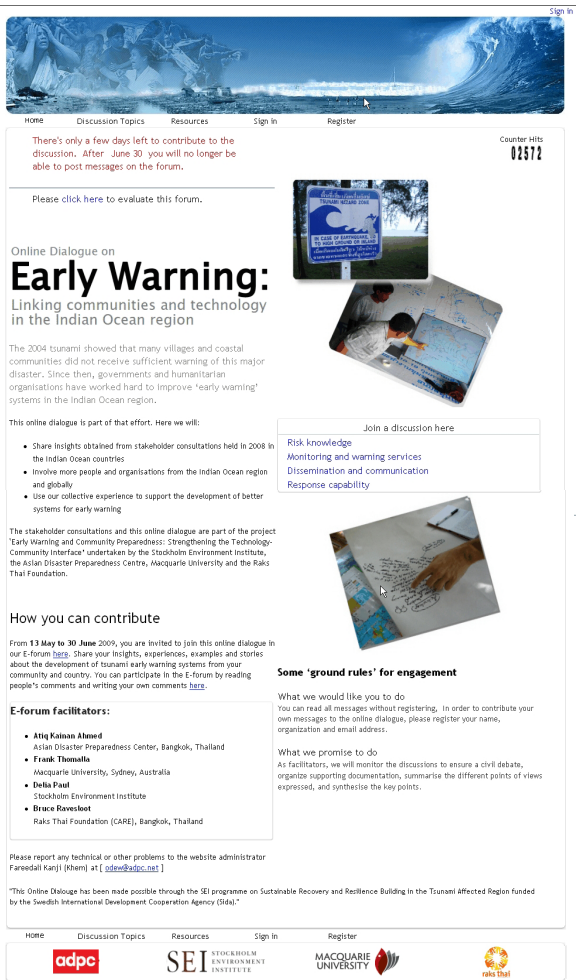 Sign in
Home Discussion Topics Resources Sign in Register
There's only a few days left to contribute to the
discussion. After June 30 you will no longer be
able to post messages on the forum.
Counter Hits
02572
Please click here to evaluate this forum.
TSUNAMI HAZARD ZONE
IN CASE OF EARTHQUAKE, GO
TO HIGH GROUND OR INLAND
Online Dialogue on
Early Warning:
Linking communities and technology
in the Indian Ocean region
The 2004 tsunami showed that many villages and coastal
communities did not receive sufficient warning of this major
disaster. Since then, governments and humanitarian
organisations have worked hard to improve ‘early warning’
systems in the Indian Ocean region.
This online dialogue is part of that effort. Here we will:
Share insights obtained from stakeholder consultations held in 2008 in
the Indian Ocean countries
Involve more people and organisations from the Indian Ocean region
and globally
Use our collective experience to support the development of better
systems for early warning
The stakeholder consultations and this online dialogue are part of the project
‘Early Warning and Community Preparedness: Strengthening the Technology-
Community Interface’ undertaken by the Stockholm Environment Institute,
the Asian Disaster Preparedness Centre, Macquarie University and the Raks
Thai Foundation.
Join a discussion here
Risk knowledge
Monitoring and warning services
Dissemination and communication
Response capability
How you can contribute
From 13 May to 30 June 2009, you are invited to join this online dialogue in
our E-forum here. Share your insights, experiences, examples and stories
about the development of tsunami early warning systems from your
community and country. You can participate in the E-forum by reading
people’s comments and writing your own comments here.
E-forum facilitators:
Atiq Kainan Ahmed
Asian Disaster Preparedness Center, Bangkok, Thailand
Frank Thomalla
Macquarie University, Sydney, Australia
Delia Paul
Stockholm Environment Institute
Bruce Ravesloot
Raks Thai Foundation (CARE), Bangkok, Thailand
Some ‘ground rules’ for engagement
What we would like you to do
You can read all messages without registering, In order to contribute your
own messages to the online dialogue, please register your name,
organization and email address.
What we promise to do
As facilitators, we will monitor the discussions to ensure a civil debate,
organize supporting documentation, summarise the different points of views
expressed, and synthesise the key points.
Please report any technical or other problems to the website administrator
Fareedali Kanji (Khem) at [ odew@adpc.net ]
"This Online Dialouge has been made possible through the SEI programme on Sustainable Recovery and Resilience Building in the Tsunami Affected Region funded
by the Swedish International Development Cooperation Agency (Sida)."
Home Discussion Topics Resources Sign in Register
adpc
SEI STOCKHOLM
ENVIRONMENT
INSTITUTE
MACQUARIE
UNIVERSITY
raks thai